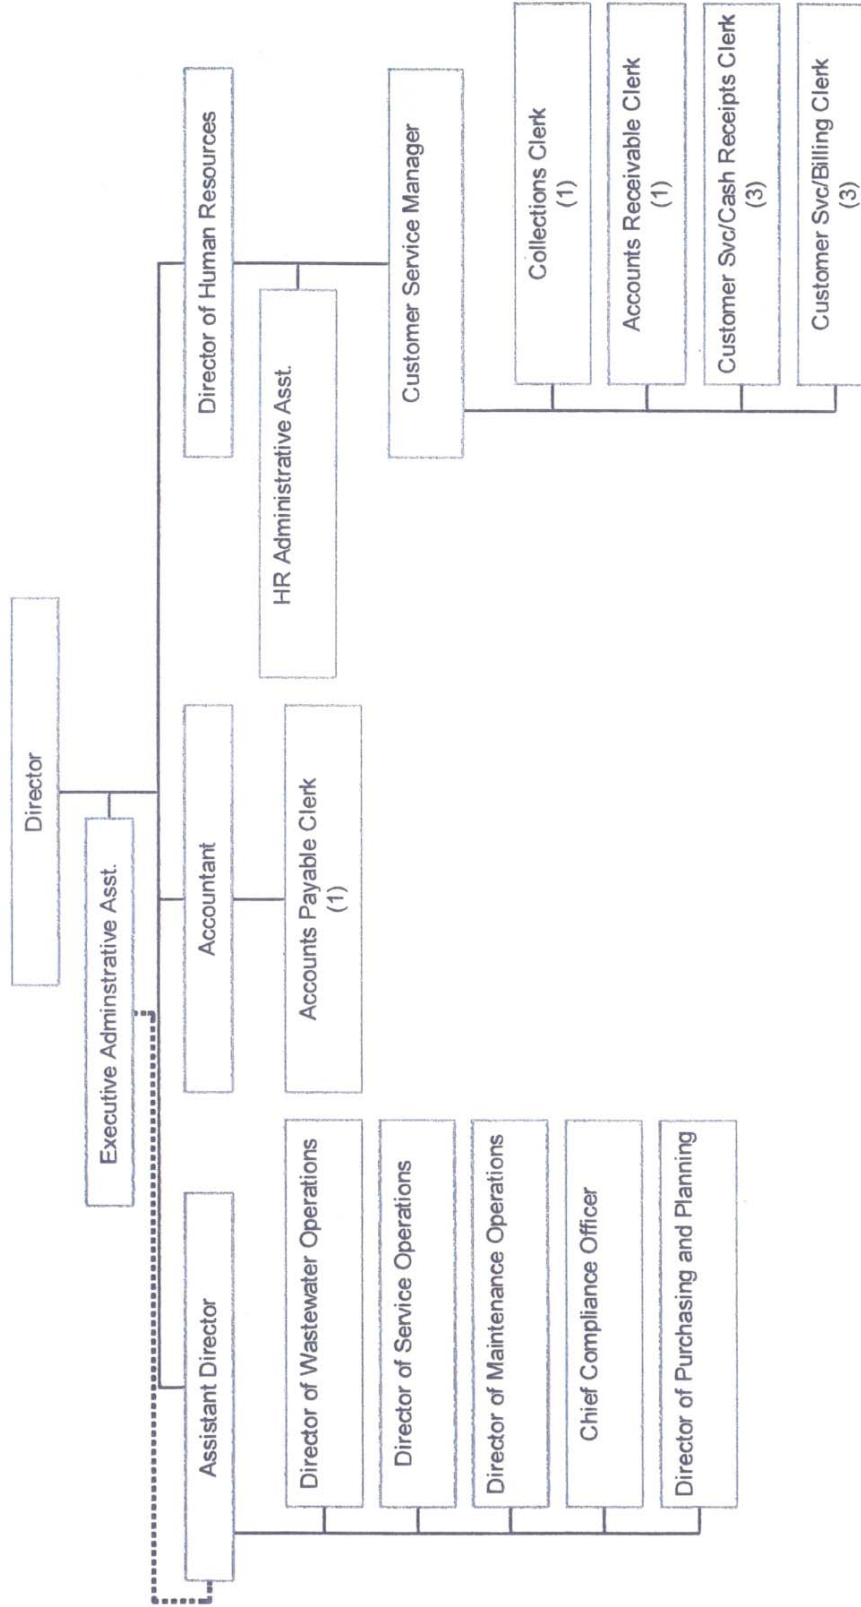 Director
Executive Adminstrative Asst.
Assistant Director
Accountant
Director of Human Resources
Director of Wastewater Operations
Director of Service Operations
Director of Maintenance Operations
Chief Compliance Officer
Director of Purchasing and Planning
Accounts Payable Clerk
(1)
HR Administrative Asst.
Customer Service Manager
Collections Clerk
(1)
Accounts Receivable Clerk
(1)
Customer Svc/Cash Receipts Clerk
(3)
Customer Svc/Billing Clerk
(3)